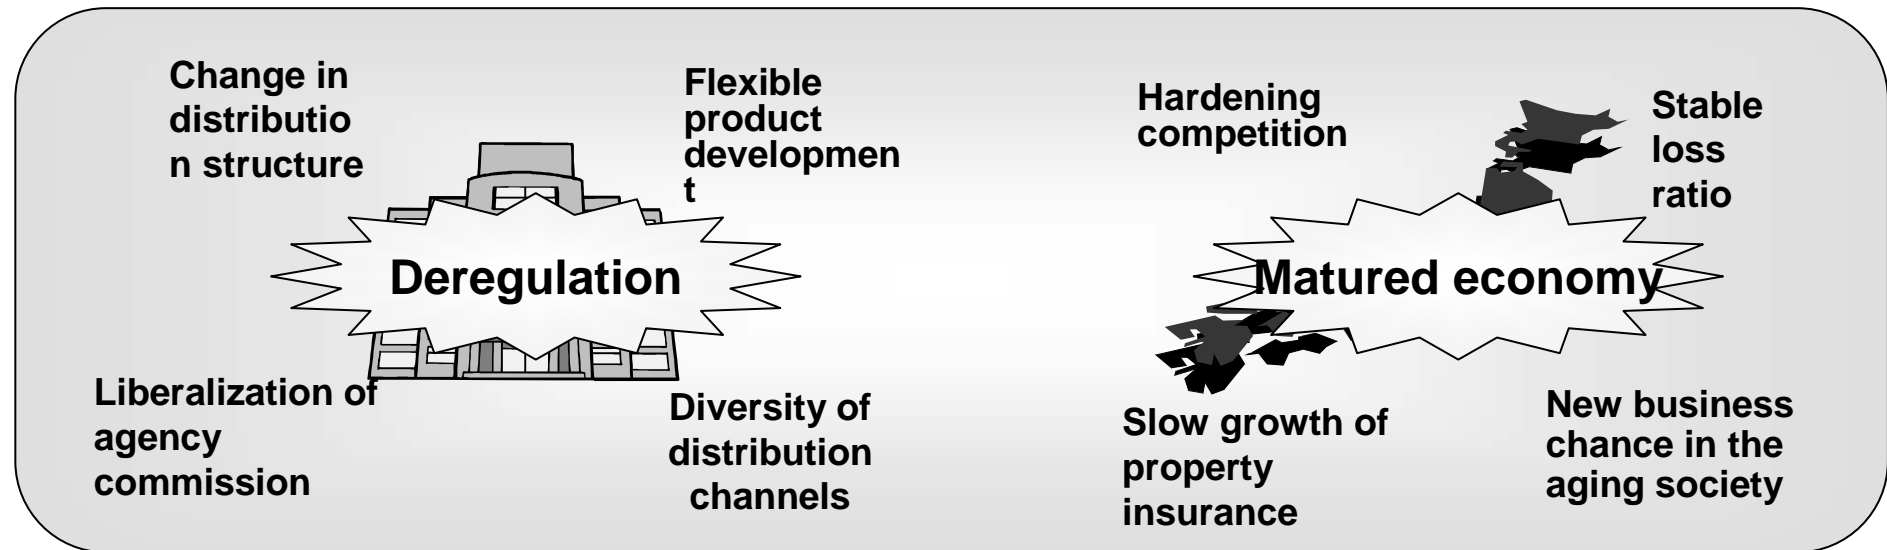 Change in
distributio
n structure
Flexible
product
developmen
t
Deregulation
Liberalization of
agency
commission
Diversity of
distribution
channels
Hardening
competition
Stable
loss
ratio
Matured economy
Slow growth of
property
insurance
New business
chance in the
aging society